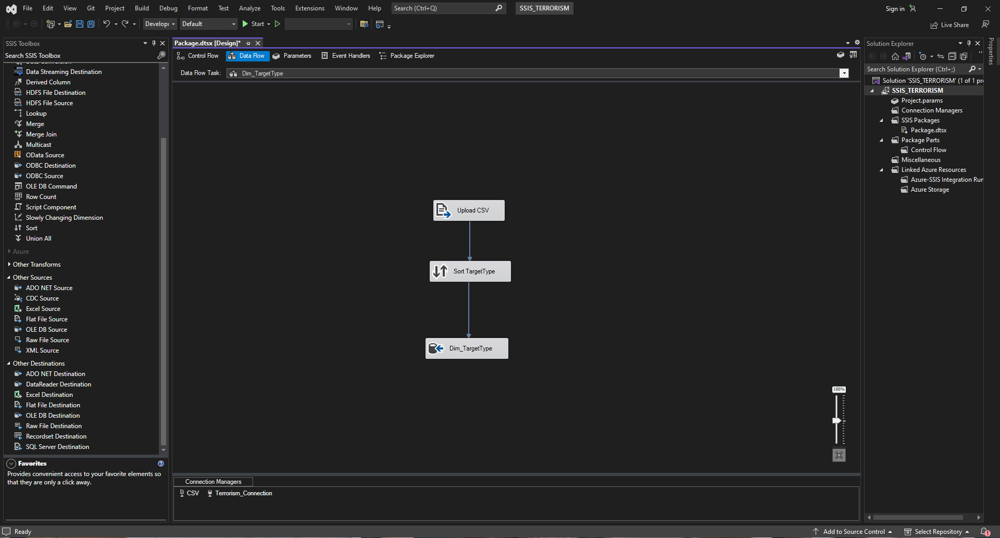 File Edit View Git Project Build Debug Format Test Analyze Tools Extensions Window Help Search (Ctrl+Q) SSIS_TERRORISM Sign in
Developı Default Start Live Share
SSIS Toolbox
Search SSIS Toolbox
Data Conversion
Data Streaming Destination
Derived Column
HDFS File Destination
HDFS File Source
Lookup
Merge
Merge Join
Multicast
OData Source
ODBC Destination
ODBC Source
OLE DB Command
Row Count
Script Component
Slowly Changing Dimension
Sort
Union All
Azure
Other Transforms
Other Sources
ADO NET Source
CDC Source
Excel Source
Flat File Source
OLE DB Source
Raw File Source
XML Source
Other Destinations
ADO NET Destination
DataReader Destination
Excel Destination
Flat File Destination
OLE DB Destination
Raw File Destination
Recordset Destination
SQL Server Destination
Favorites
Provides convenient access to your favorite elements so
that they are only a click away.
Package.dtsx [Design]*
Control Flow Data Flow Parameters Event Handlers Package Explorer
Data Flow Task: Dim_TargetType
Upload CSV
Sort TargetType
Dim_TargetType
100%
Connection Managers
CSV Terrorism_Connection
Solution Explorer
Search Solution Explorer (Ctrl+;)
Solution 'SSIS_TERRORISM' (1 of 1 pr
SSIS_TERRORISM
Project.params
Connection Managers
SSIS Packages
Package.dtsx
Package Parts
Control Flow
Miscellaneous
Linked Azure Resources
Azure-SSIS Integration Run
Azure Storage
Properties
Ready Add to Source Control Select Repository 1